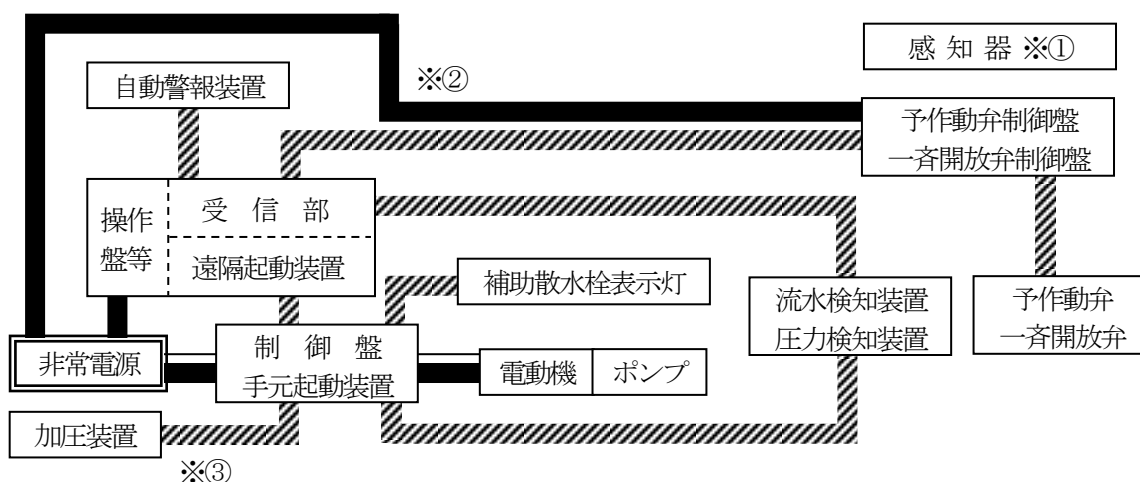 感知器 ※①
※②
自動警報装置
予作動弁制御盤
一斉開放弁制御盤
操作
盤等
受信部
遠隔起動装置
補助散水栓表示灯
流水検知装置
圧力検知装置
予作動弁
一斉開放弁
非常電源
制御盤
手元起動装置
電動機
ポンプ
加圧装置
※③